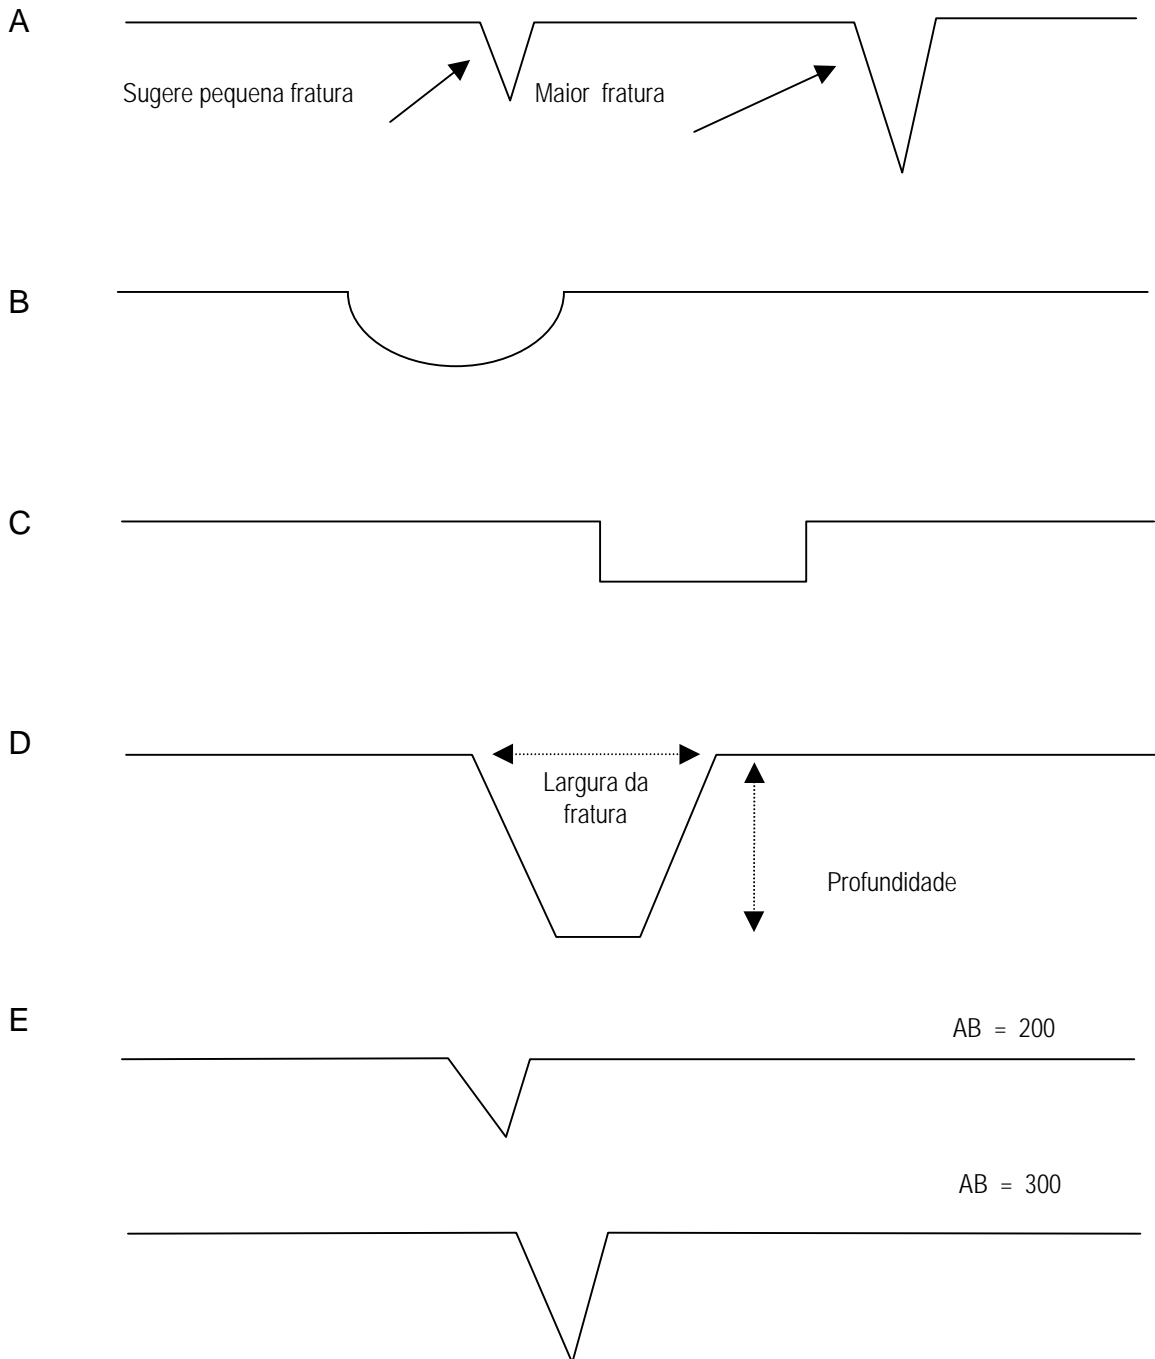 A
Sugere pequena fratura
Maior fratura
B
C
D
Largura da
fratura
Profundidade
E
AB = 200
AB = 300